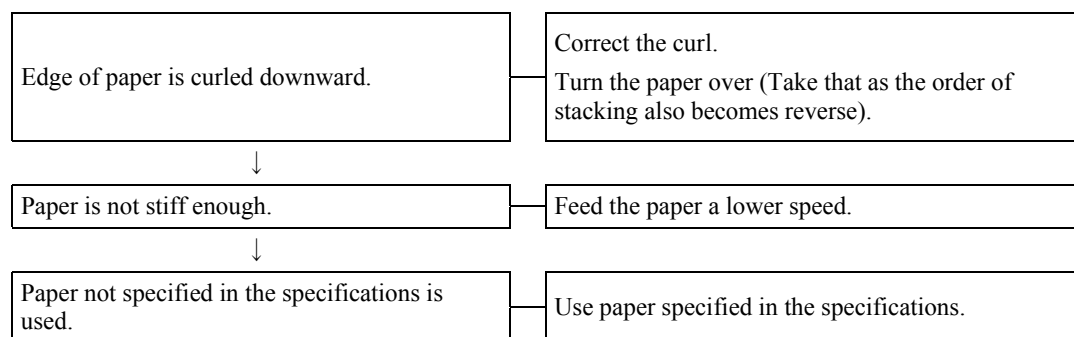 Edge of paper is curled downward.
Correct the curl.
Turn the paper over (Take that as the order of
stacking also becomes reverse).
↓
Paper is not stiff enough.
Feed the paper a lower speed.
↓
Paper not specified in the specifications is
used.
Use paper specified in the specifications.